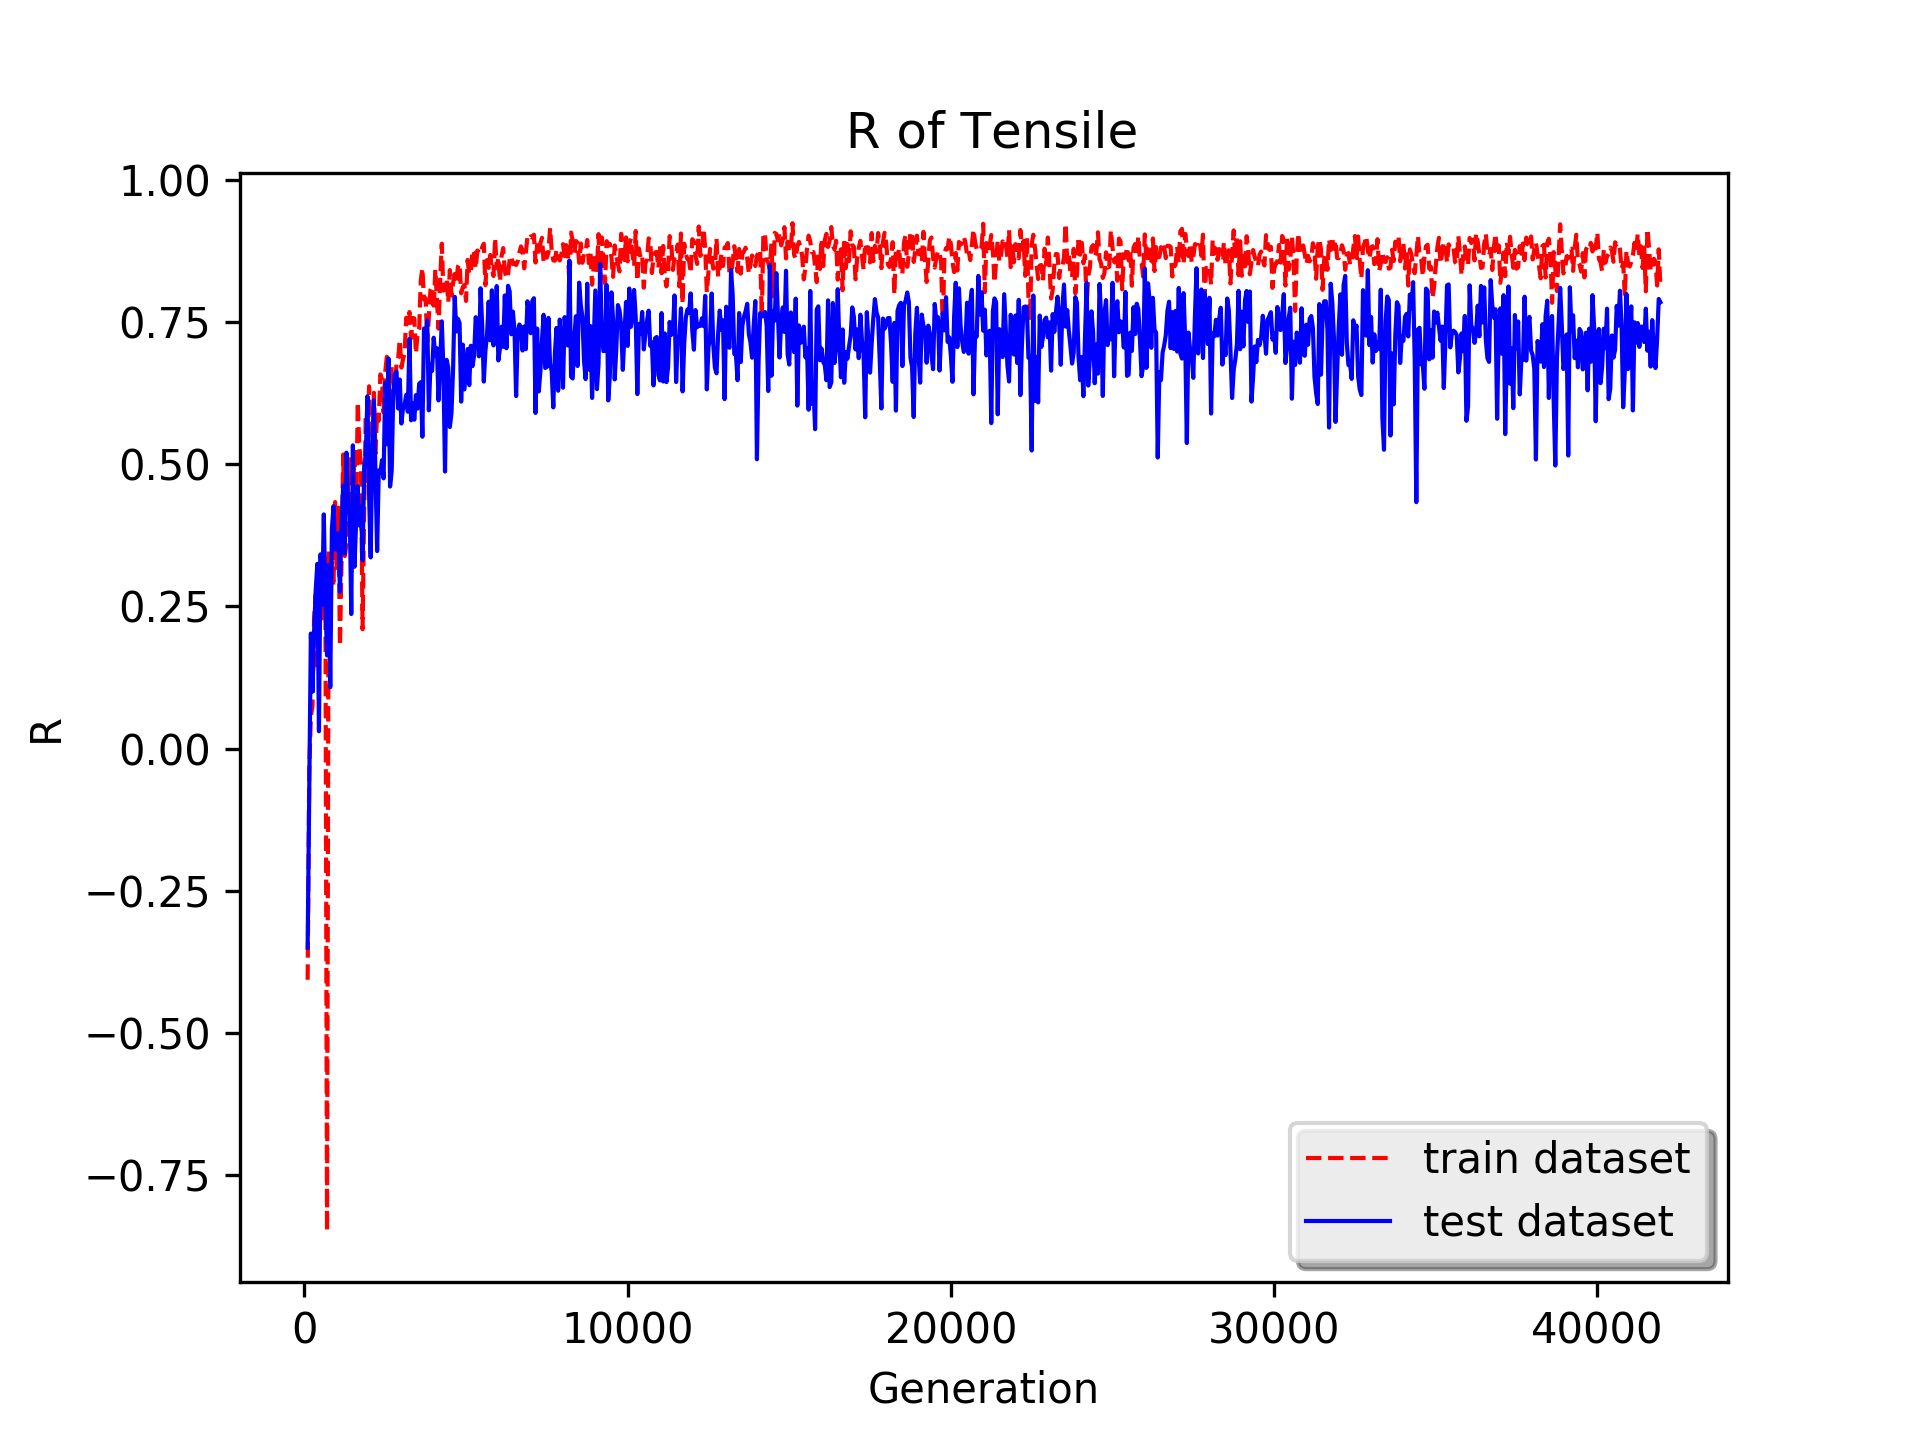 R of Tensile
1.00
0.75
0.50
0.25
0.00
−0.25
−0.50
−0.75
R
0 10000 20000 30000 40000
Generation
train dataset
test dataset